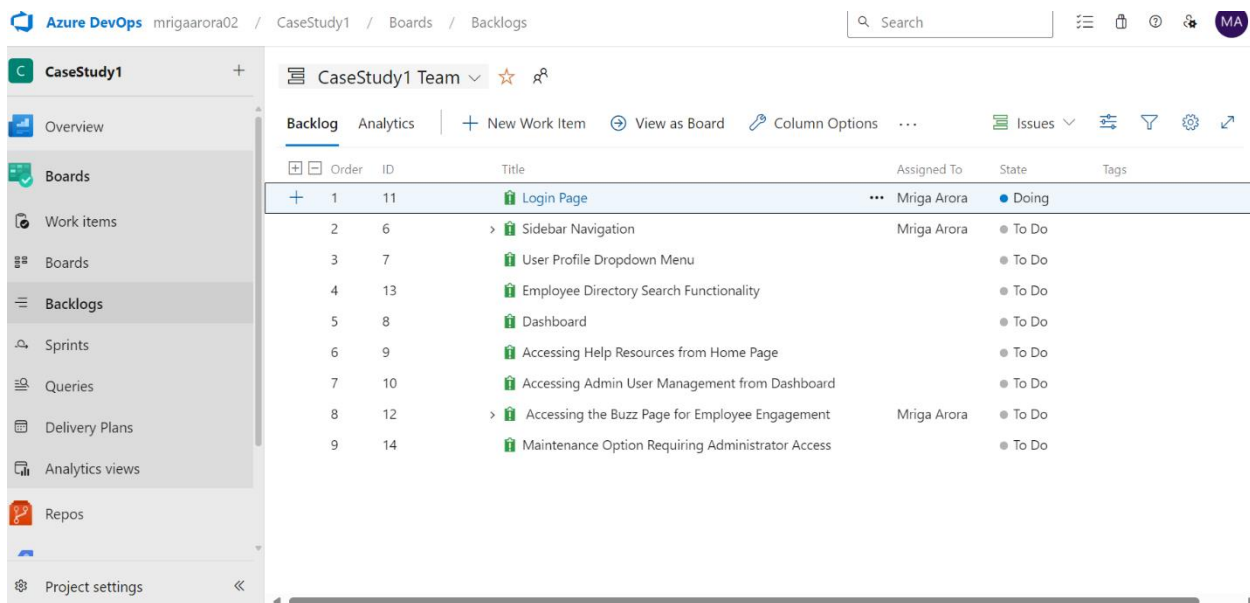 Azure DevOps mrigaarora02 / CaseStudy1 / Boards / Backlogs Search MA
C CaseStudy1
CaseStudy1 Team
Overview
Backlog Analytics New Work Item View as Board Column Options ... Issues
Boards
Order ID Title Assigned To State Tags
1 11 Login Page ... Mriga Arora Doing
Work items
2 6 Sidebar Navigation Mriga Arora To Do
3 7 User Profile Dropdown Menu To Do
Boards
4 13 Employee Directory Search Functionality To Do
Backlogs
5 8 Dashboard To Do
Sprints
6 9 Accessing Help Resources from Home Page To Do
Queries
7 10 Accessing Admin User Management from Dashboard To Do
8 12 Accessing the Buzz Page for Employee Engagement Mriga Arora To Do
Delivery Plans
9 14 Maintenance Option Requiring Administrator Access To Do
Analytics views
Repos
Project settings